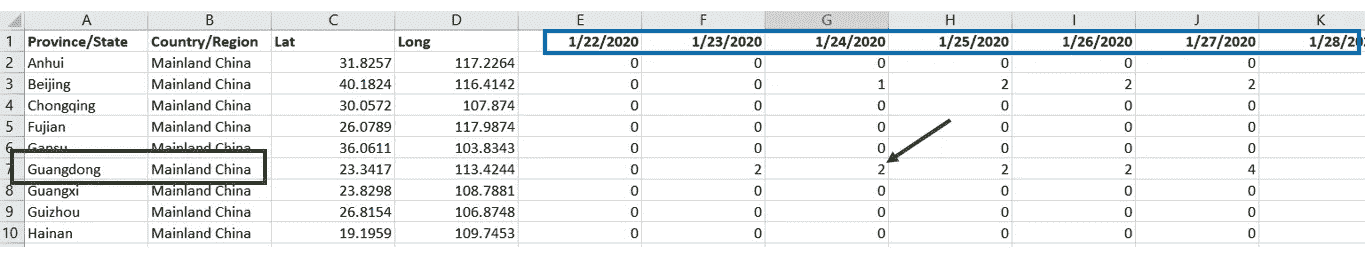 A B C D E F G H I J K
1 Province/State Country/Region Lat Long 1/22/2020 1/23/2020 1/24/2020 1/25/2020 1/26/2020 1/27/2020 1/28/20
2 Anhui Mainland China 31.8257 117.2264 0 0 0 0 0 0
3 Beijing Mainland China 40.1824 116.4142 0 0 1 2 2 2
4 Chongqing Mainland China 30.0572 107.874 0 0 0 0 0 0
5 Fujian Mainland China 26.0789 117.9874 0 0 0 0 0 0
6 Gansu Mainland China 36.0611 103.8343 0 0 0 0 0 0
7 Guangdong Mainland China 23.3417 113.4244 0 2 2 2 2 4
8 Guangxi Mainland China 23.8298 108.7881 0 0 0 0 0 0
9 Guizhou Mainland China 26.8154 106.8748 0 0 0 0 0 0
10 Hainan Mainland China 19.1959 109.7453 0 0 0 0 0 0